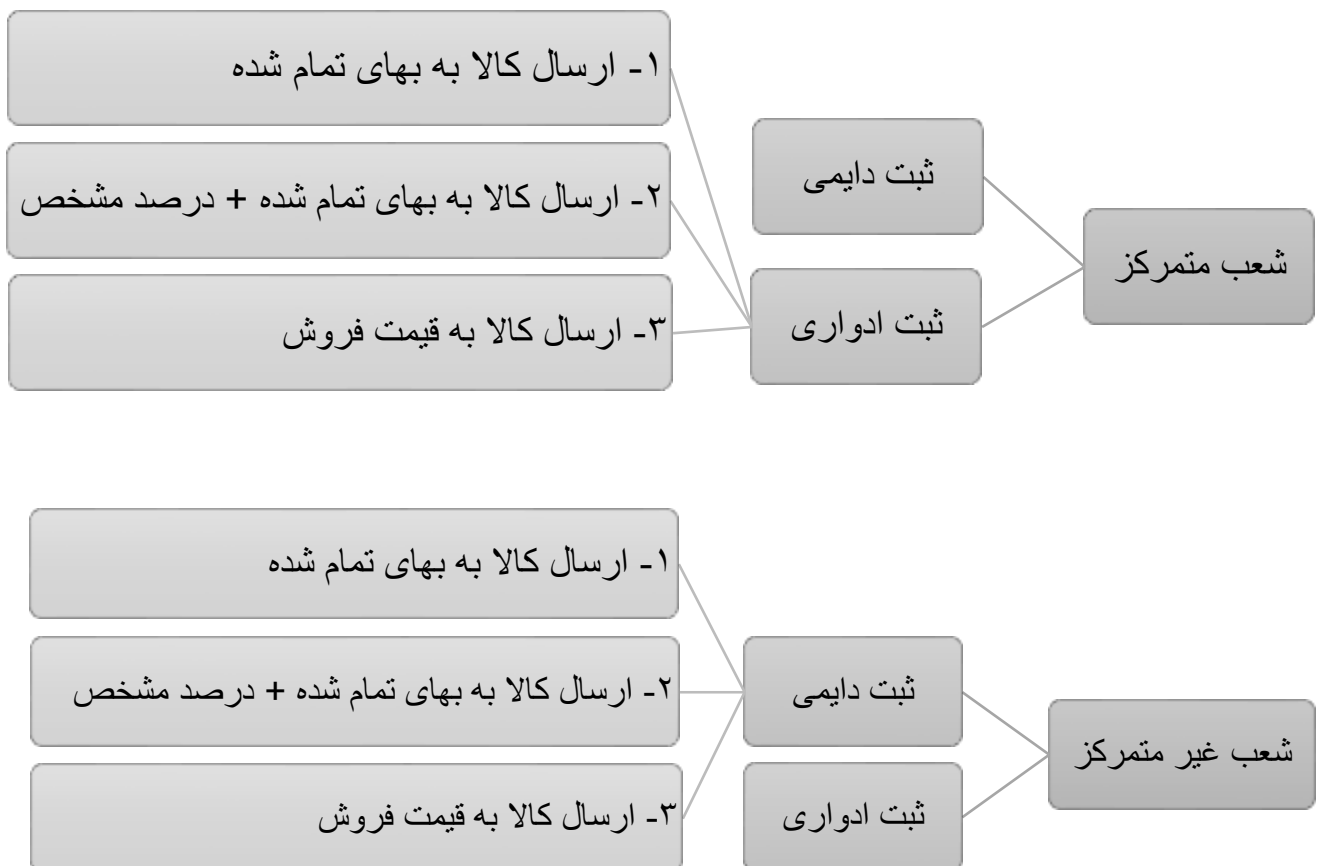 شعب متمرکز
ثبت دایمی
ثبت ادواری
۱- ارسال کالا به بهای تمام شده
۲- ارسال کالا به بهای تمام شده + درصد مشخص
۳- ارسال کالا به قیمت فروش
شعب غیر متمرکز
ثبت دایمی
ثبت ادواری
۱- ارسال کالا به بهای تمام شده
۲- ارسال کالا به بهای تمام شده + درصد مشخص
۳- ارسال کالا به قیمت فروش